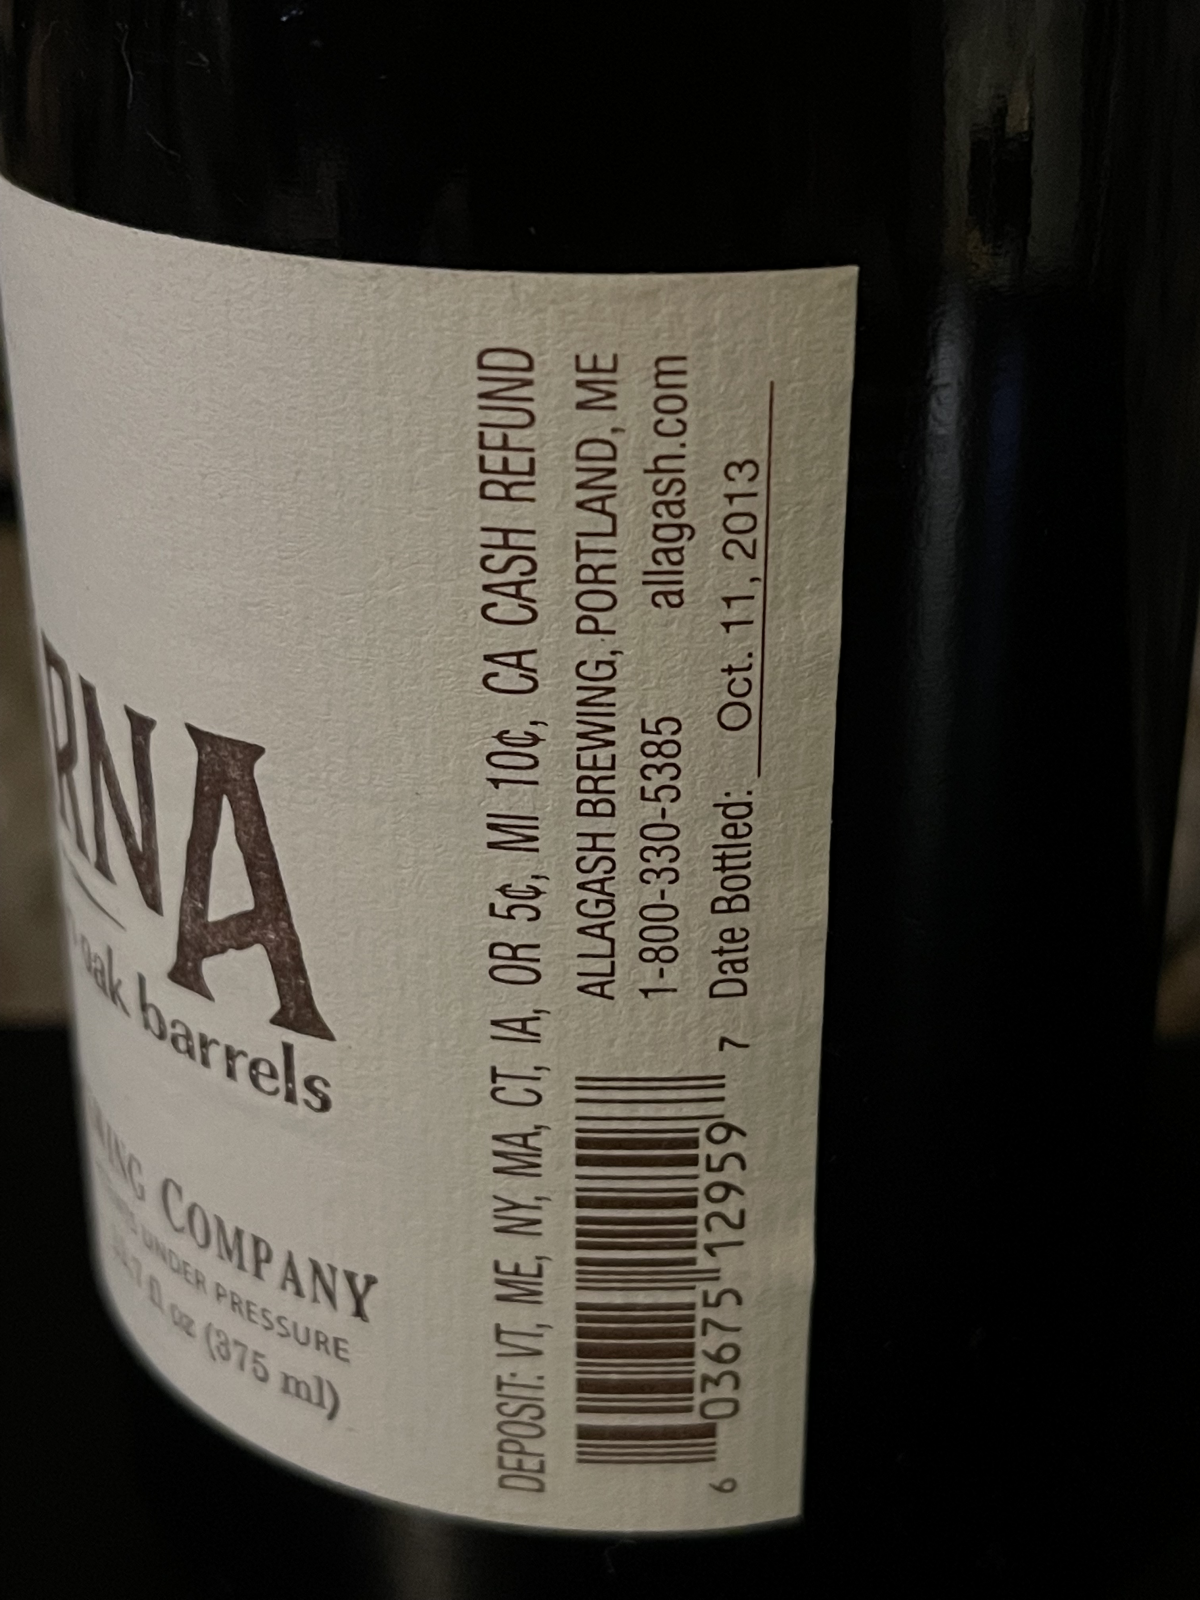 RNA
oak barrels
COMPANY
UNDER PRESSURE
fl oz (375 ml)
DEPOSIT: VT, ME, NY, MA, CT, IA, OR 5¢, MI 10¢, CA CASH REFUND
ALLAGASH BREWING, PORTLAND, ME
1-800-330-5385 allagash.com
Date Bottled: Oct. 11, 2013
6 03675 12959 7